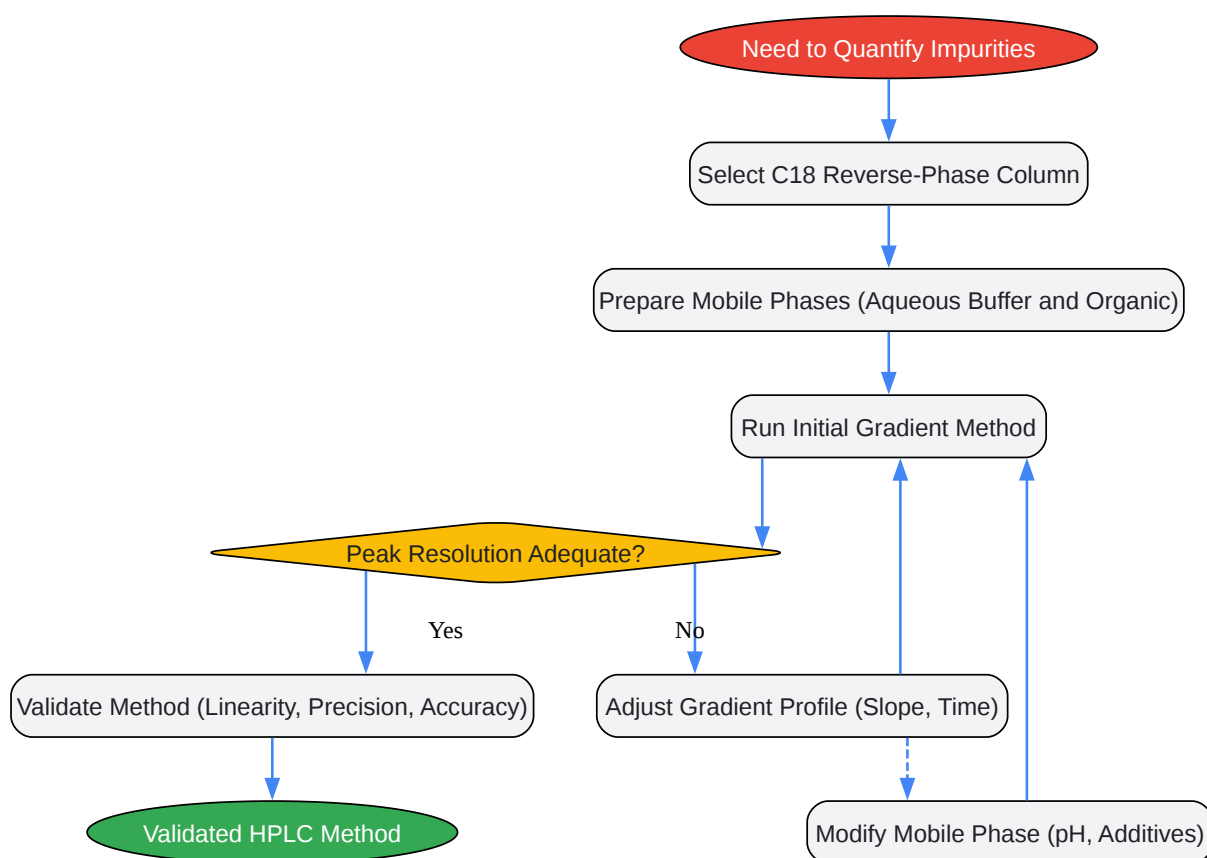 Need to Quantify Impurities
Select C18 Reverse-Phase Column
Prepare Mobile Phases (Aqueous Buffer and Organic)
Run Initial Gradient Method
Peak Resolution Adequate?
Yes
No
Validate Method (Linearity, Precision, Accuracy)
Adjust Gradient Profile (Slope, Time)
Validated HPLC Method
Modify Mobile Phase (pH, Additives)